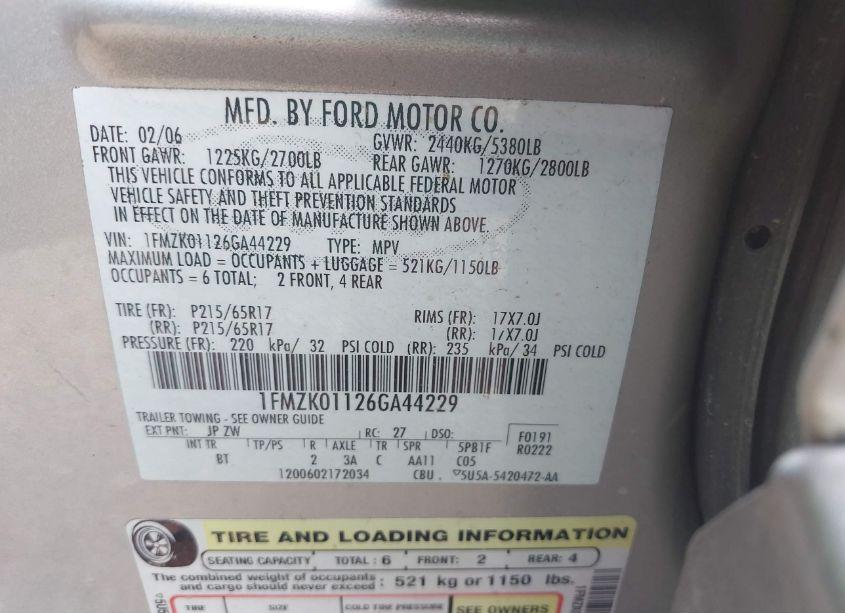 MFD. BY FORD MOTOR CO.
DATE: 02/06 GVWR: 2440KG/5380LB
FRONT GAWR: 1225KG/2700LB REAR GAWR: 1270KG/2800LB
THIS VEHICLE CONFORMS TO ALL APPLICABLE FEDERAL MOTOR
VEHICLE SAFETY AND THEFT PREVENTION STANDARDS
IN EFFECT ON THE DATE OF MANUFACTURE SHOWN ABOVE.
VIN: 1FMZK01126GA44229 TYPE: MPV
MAXIMUM LOAD = OCCUPANTS + LUGGAGE = 521KG/1150LB
OCCUPANTS = 6 TOTAL; 2 FRONT, 4 REAR
TIRE (FR): P215/65R17 RIMS (FR): 17X7.0J
(RR): P215/65R17 (RR): 17X7.0J
PRESSURE (FR): 220 kPa/ 32 PSI COLD (RR): 235 kPa/ 34 PSI COLD
1FMZK01126GA44229
TRAILER TOWING - SEE OWNER GUIDE
EXT PNT: JP ZW RC: 27 DSO: F0191
INT TR TP/PS R AXLE TR SPR 5PB1F R0222
BT 2 3A C AA11 C05
1200602172034 CBU . ▽5U5A-5420472-AA
TIRE AND LOADING INFORMATION
SEATING CAPACITY TOTAL : 6 FRONT: 2 REAR: 4
The combined weight of occupants
and cargo should never exceed : 521 kg or 1150 lbs.
TIRE SIZE COLD TIRE PRESSURE SEE OWNERS